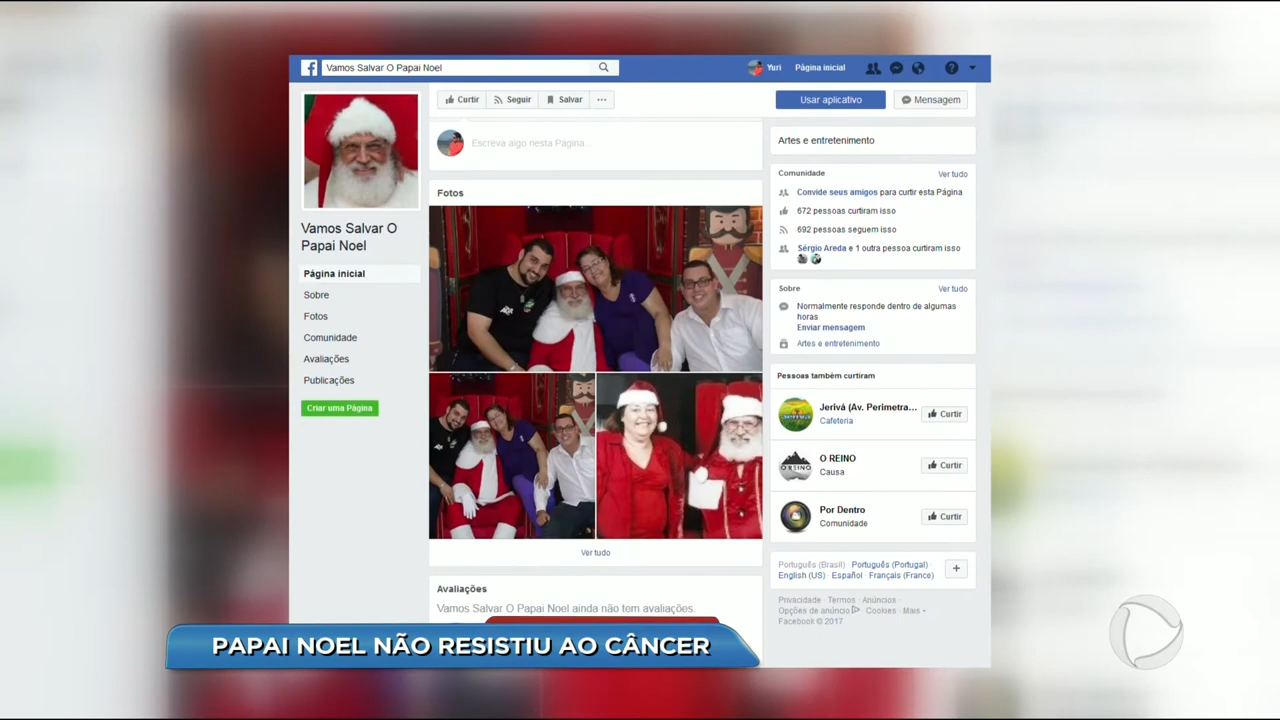 Vamos Salvar O Papai Noel
Yuri
Página inicial
Curtir
Seguir
Salvar
Usar aplicativo
Mensagem
Vamos Salvar O
Papai Noel
Página inicial
Sobre
Fotos
Comunidade
Avaliações
Publicações
Criar uma Página
Escreva algo nesta Página...
Fotos
Ver tudo
Avaliações
Vamos Salvar O Papai Noel ainda não tem avaliações.
Artes e entretenimento
Comunidade
Ver tudo
Convide seus amigos para curtir esta Página
672 pessoas curtiram isso
692 pessoas seguem isso
Sérgio Areda e 1 outra pessoa curtiram isso
Sobre
Ver tudo
Normalmente responde dentro de algumas
horas
Enviar mensagem
Artes e entretenimento
Pessoas também curtiram
Jerivá (Av. Perimetra...
Cafeteria
Curtir
O REINO
O REINO
Causa
Curtir
Por Dentro
Comunidade
Curtir
Português (Brasil) · Português (Portugal) ·
English (US) · Español · Français (France)
Privacidade · Termos · Anúncios ·
Opções de anúncio · Cookies · Mais
Facebook © 2017
PAPAI NOEL NÃO RESISTIU AO CÂNCER